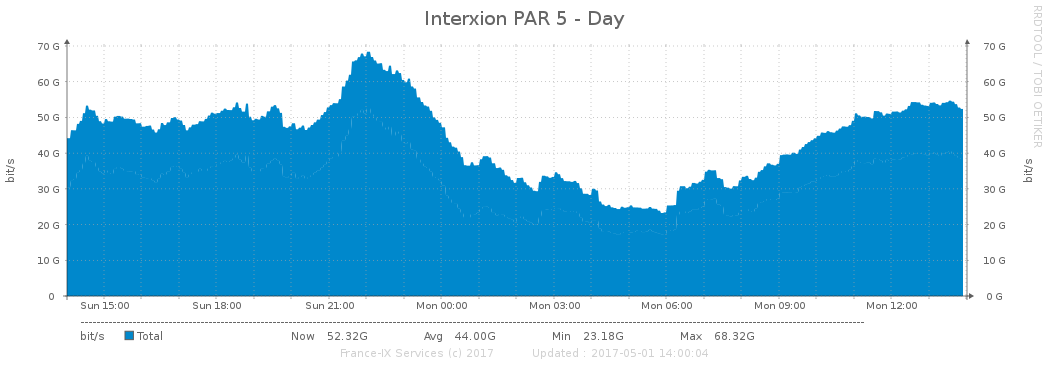 Interxion PAR 5 - Day
RRDTOOL / TOBI OETIKER
70 G 70 G
60 G 60 G
50 G 50 G
40 G 40 G
bit/s bit/s
30 G 30 G
20 G 20 G
10 G 10 G
0 0 G
Sun 15:00 Sun 18:00 Sun 21:00 Mon 00:00 Mon 03:00 Mon 06:00 Mon 09:00 Mon 12:00
bit/s Total Now 52.32G Avg 44.00G Min 23.18G Max 68.32G
France-IX Services (c) 2017 Updated : 2017-05-01 14:00:04